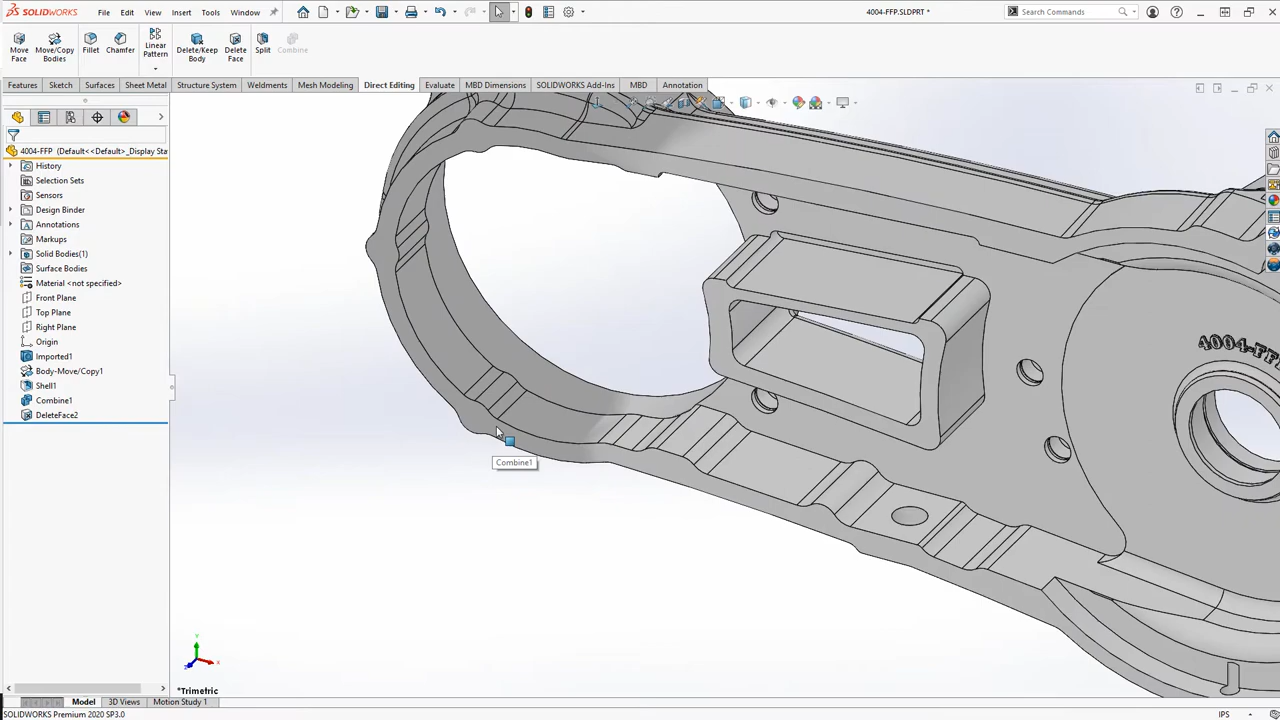 SOLIDWORKS File Edit View Insert Tools Window 4004-FFP.SLDPRT * Search Commands
Move Face Move/Copy Bodies Fillet Chamfer Linear Pattern Delete/Keep Body Delete Face Split Combine
Features Sketch Surfaces Sheet Metal Structure System Weldments Mesh Modeling Direct Editing Evaluate MBD Dimensions SOLIDWORKS Add-Ins MBD Annotation
4004-FFP (Default<<Default>_Display Sta
History
Selection Sets
Sensors
Design Binder
Annotations
Markups
Solid Bodies(1)
Surface Bodies
Material <not specified>
Front Plane
Top Plane
Right Plane
Origin
Imported1
Body-Move/Copy1
Shell1
Combine1
DeleteFace2
4004-FF
Combine1
Y
X
Z
*Trimetric
Model 3D Views Motion Study 1
SOLIDWORKS Premium 2020 SP3.0 IPS